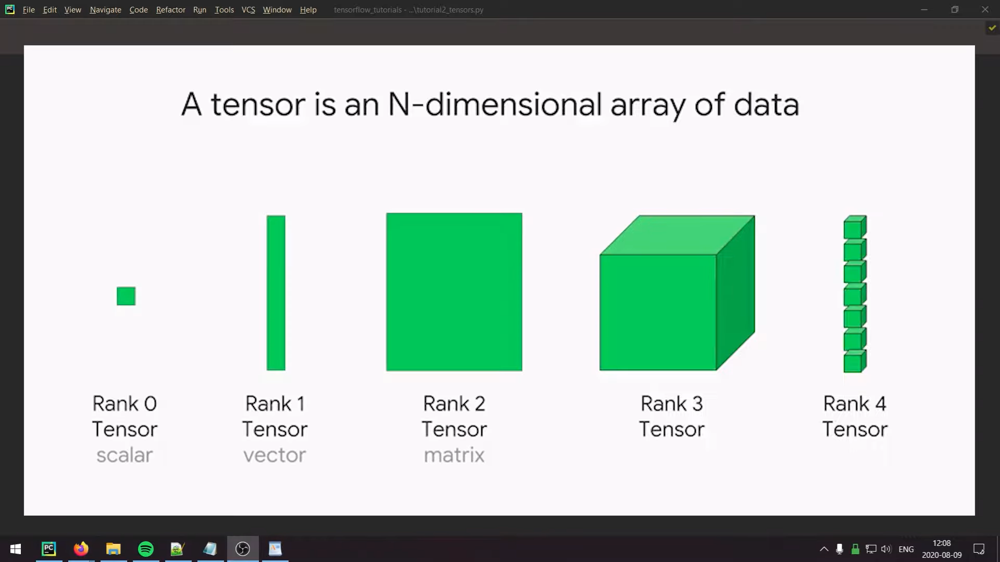 File Edit View Navigate Code Refactor Run Tools VCS Window Help tensorflow_tutorials - ...\tutorial2_tensors.py
A tensor is an N-dimensional array of data
Rank 0 Tensor scalar
Rank 1 Tensor vector
Rank 2 Tensor matrix
Rank 3 Tensor
Rank 4 Tensor
PC
ENG
12:08
2020-08-09